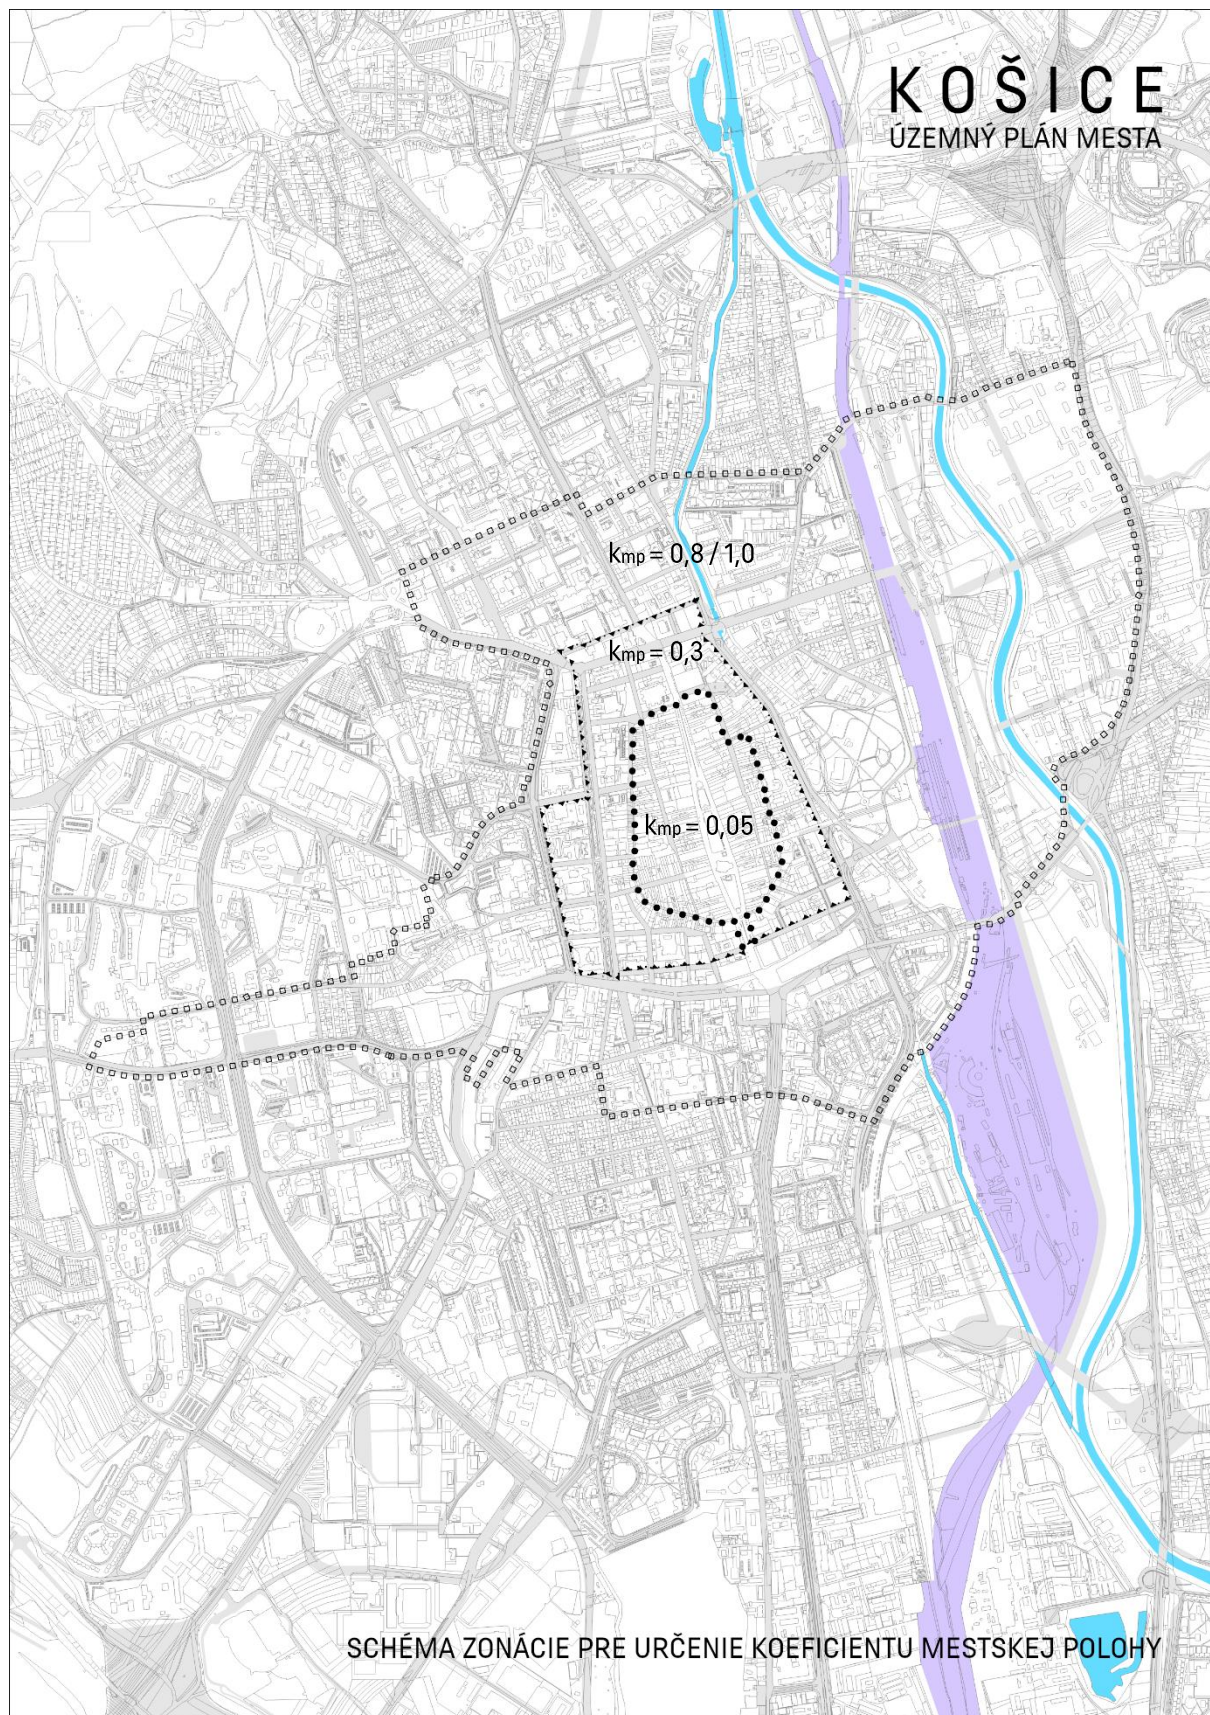 KOŠICE
ÚZEMNÝ PLÁN MESTA
kmp = 0,8 / 1,0
kmp = 0,3
kmp = 0,05
SCHÉMA ZONÁCIE PRE URČENIE KOEFICIENTU MESTSKEJ POLOHY